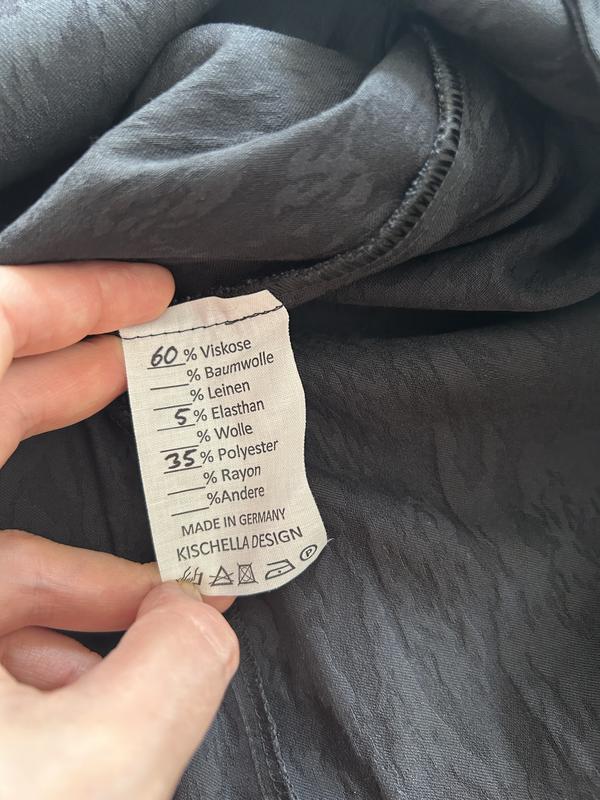 60 % Viskose
% Baumwolle
% Leinen
5 % Elasthan
% Wolle
35 % Polyester
% Rayon
%Andere
MADE IN GERMANY
KISCHELLA DESIGN
P